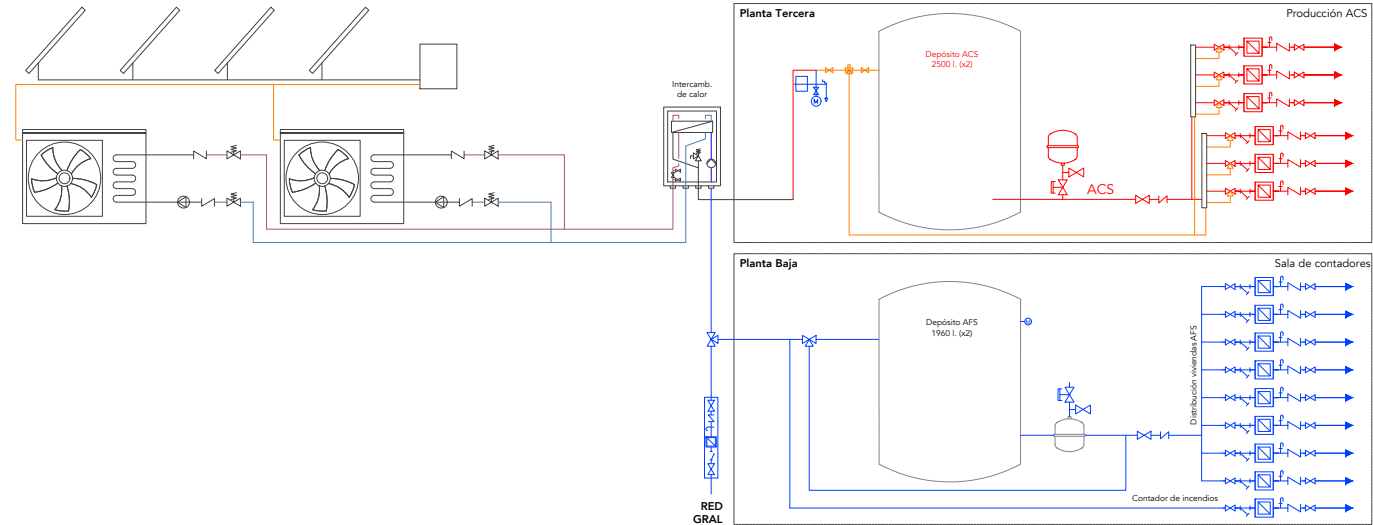 Planta Tercera
Producción ACS
Depósito ACS
2500 l. (x2)
Intercamb.
de calor
M
ACS
Planta Baja
Sala de contadores
Depósito AFS
1960 l. (x2)
M
Distribución viviendas AFS
Contador de incendios
RED
GRAL